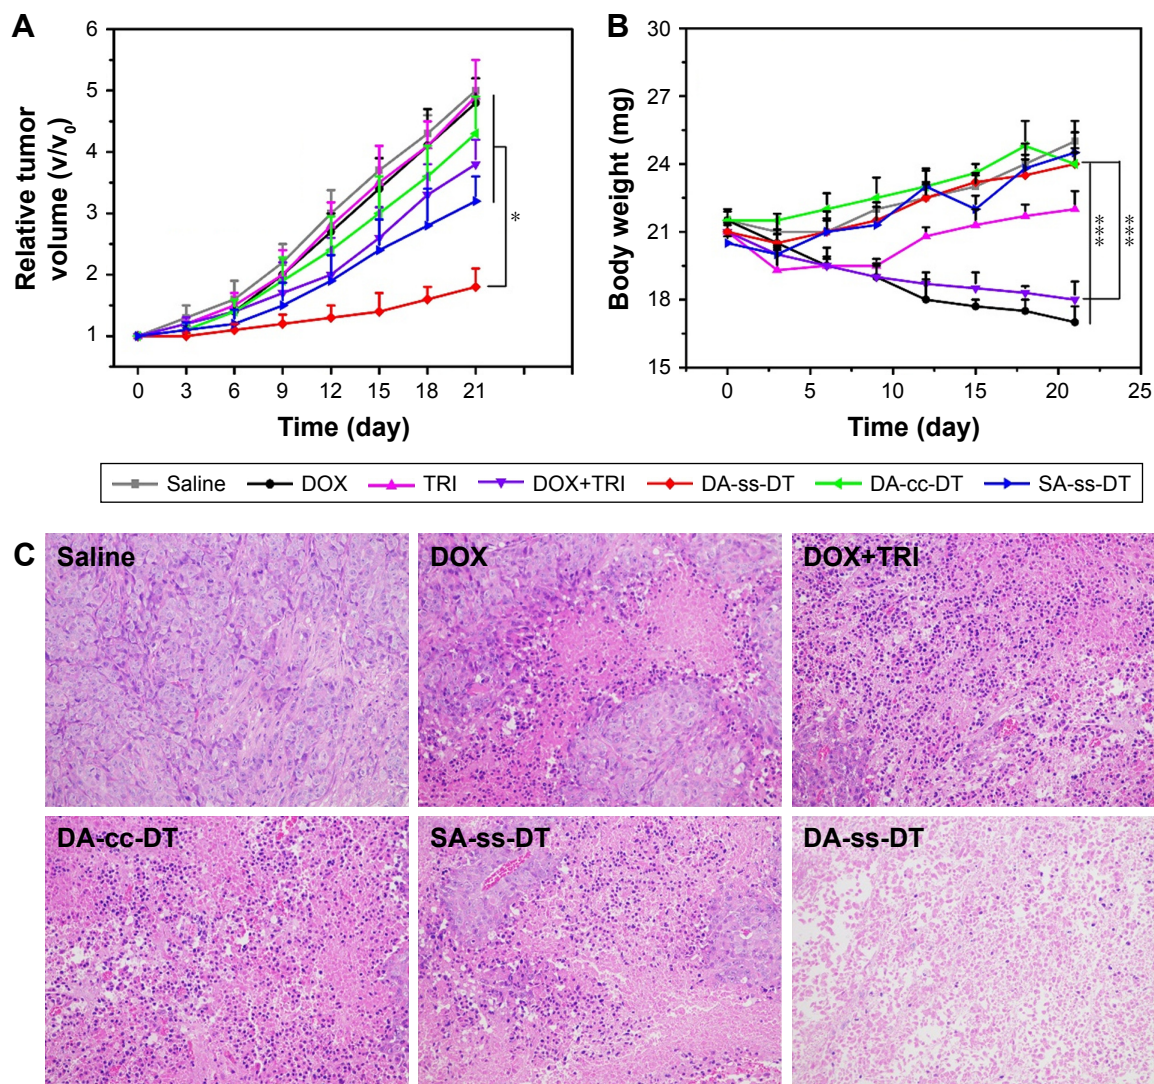 A
Relative tumor
volume (v/v0)
6
5
4
3
2
1
0 3 6 9 12 15 18 21
Time (day)
*
B
Body weight (mg)
30
27
24
21
18
15
0 5 10 15 20 25
Time (day)
***
***
Saline DOX TRI DOX+TRI DA-ss-DT DA-cc-DT SA-ss-DT
C
Saline DOX DOX+TRI
DA-cc-DT SA-ss-DT DA-ss-DT